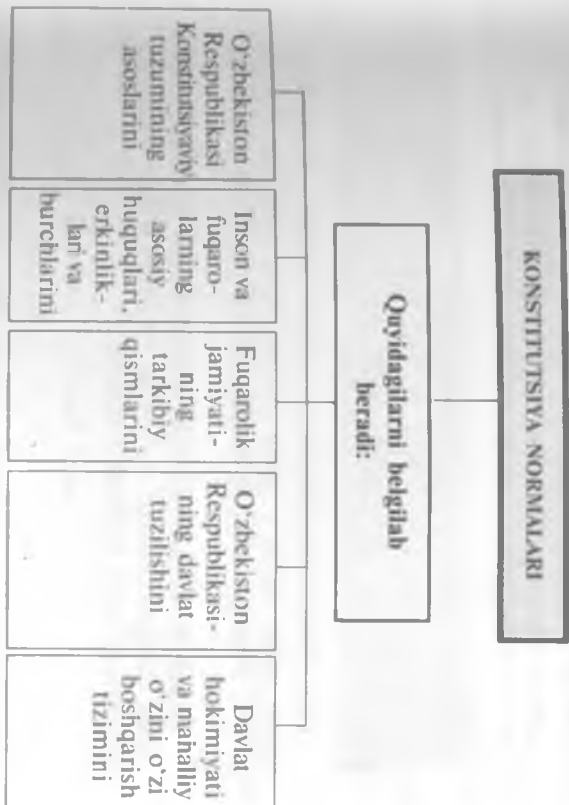 KONSTITUTSIYA NORMALARI
Quyidagilarni belgilab
beradi:
O‘zbekiston
Respublikasi
Konstitutsiyaviy
tuzumining
asoslarini
Inson va
fuqaro-
larning
asosiy
huquqlari,
erkinlik-
lari va
burchlarini
Fuqarolik
jamiyati-
ning
tarkibiy
qismlarini
O‘zbekiston
Respublikasi-
ning davlat
tuzilishini
Davlat
hokimiyati
va mahalliy
o‘zini o‘zi
boshqarish
tizimini